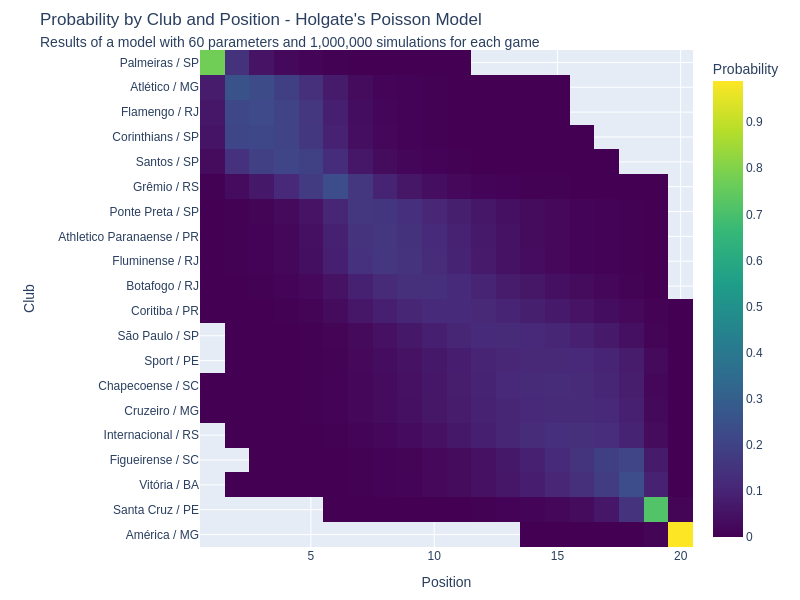 Probability by Club and Position - Holgate's Poisson Model
Results of a model with 60 parameters and 1,000,000 simulations for each game
Probability
Palmeiras / SP
Atlético / MG
Flamengo / RJ
Corinthians / SP
Santos / SP
Grêmio / RS
Ponte Preta / SP
Athletico Paranaense / PR
Fluminense / RJ
Botafogo / RJ
Coritiba / PR
São Paulo / SP
Sport / PE
Chapecoense / SC
Cruzeiro / MG
Internacional / RS
Figueirense / SC
Vitória / BA
Santa Cruz / PE
América / MG
Club
5
10
15
20
Position
0.9
0.8
0.7
0.6
0.5
0.4
0.3
0.2
0.1
0